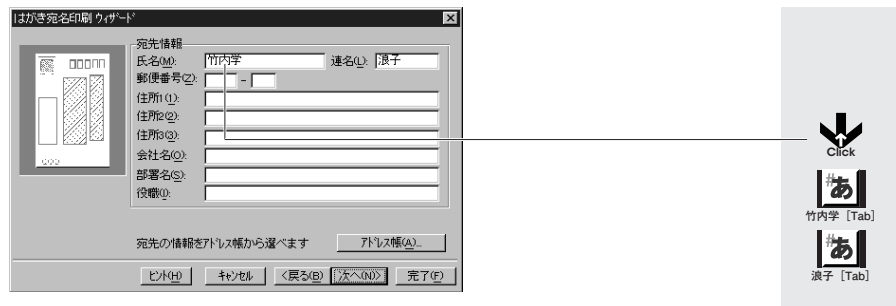 はがき宛名印刷 ウィザード
宛先情報
氏名(M): 竹内学 連名(L): 浪子
郵便番号(Z): -
住所1(1):
住所2(2):
住所3(3):
会社名(O):
部署名(S):
役職(I):
宛先の情報をアドレス帳から選べます アドレス帳(A)...
ヒント(H) キャンセル <戻る(B) 次へ(N)> 完了(F)
Click
#あ
竹内学［Tab］
#あ
浪子［Tab］